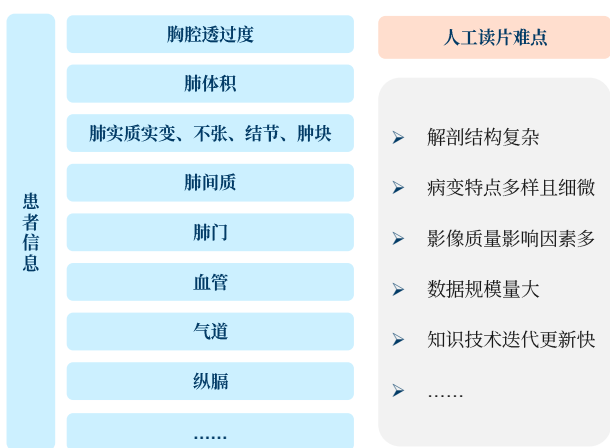 患者信息
胸腔透过度
肺体积
肺实质实变、不张、结节、肿块
肺间质
肺门
血管
气道
纵膈
……
人工读片难点
解剖结构复杂
病变特点多样且细微
影像质量影响因素多
数据规模量大
知识技术迭代更新快
……